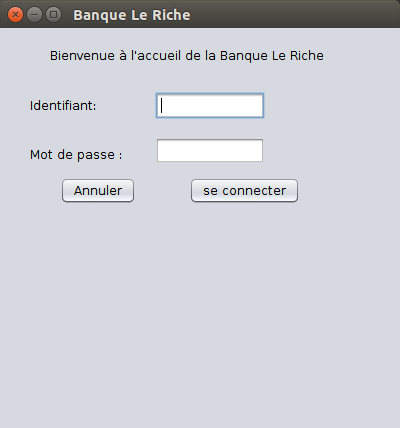 Banque Le Riche
Bienvenue à l'accueil de la Banque Le Riche
Identifiant:
Mot de passe :
Annuler
se connecter